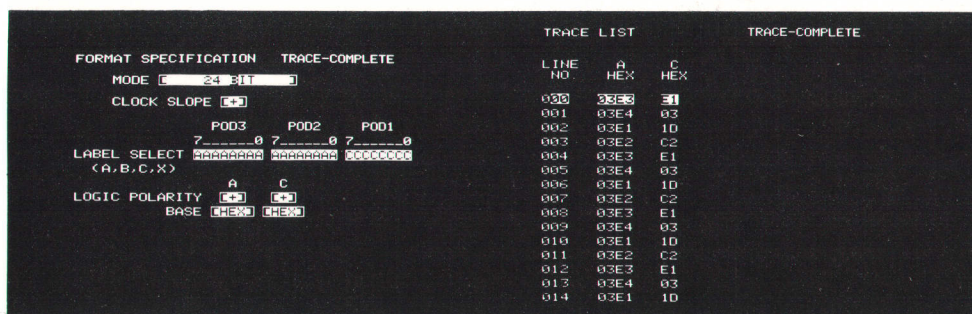 FORMAT SPECIFICATION TRACE-COMPLETE
MODE [ 24 BIT ]
CLOCK SLOPE [+]
POD3 POD2 POD1
7______0 7______0 7______0
LABEL SELECT AAAAAAAA AAAAAAAA CCCCCCCC
(A,B,C,X)
A C
LOGIC POLARITY [+] [+]
BASE [HEX] [HEX]
TRACE LIST TRACE-COMPLETE
LINE A C
NO. HEX HEX
000 03E3 E1
001 03E4 03
002 03E1 1D
003 03E2 C2
004 03E3 E1
005 03E4 03
006 03E1 1D
007 03E2 C2
008 03E3 E1
009 03E4 03
010 03E1 1D
011 03E2 C2
012 03E3 E1
013 03E4 03
014 03E1 1D